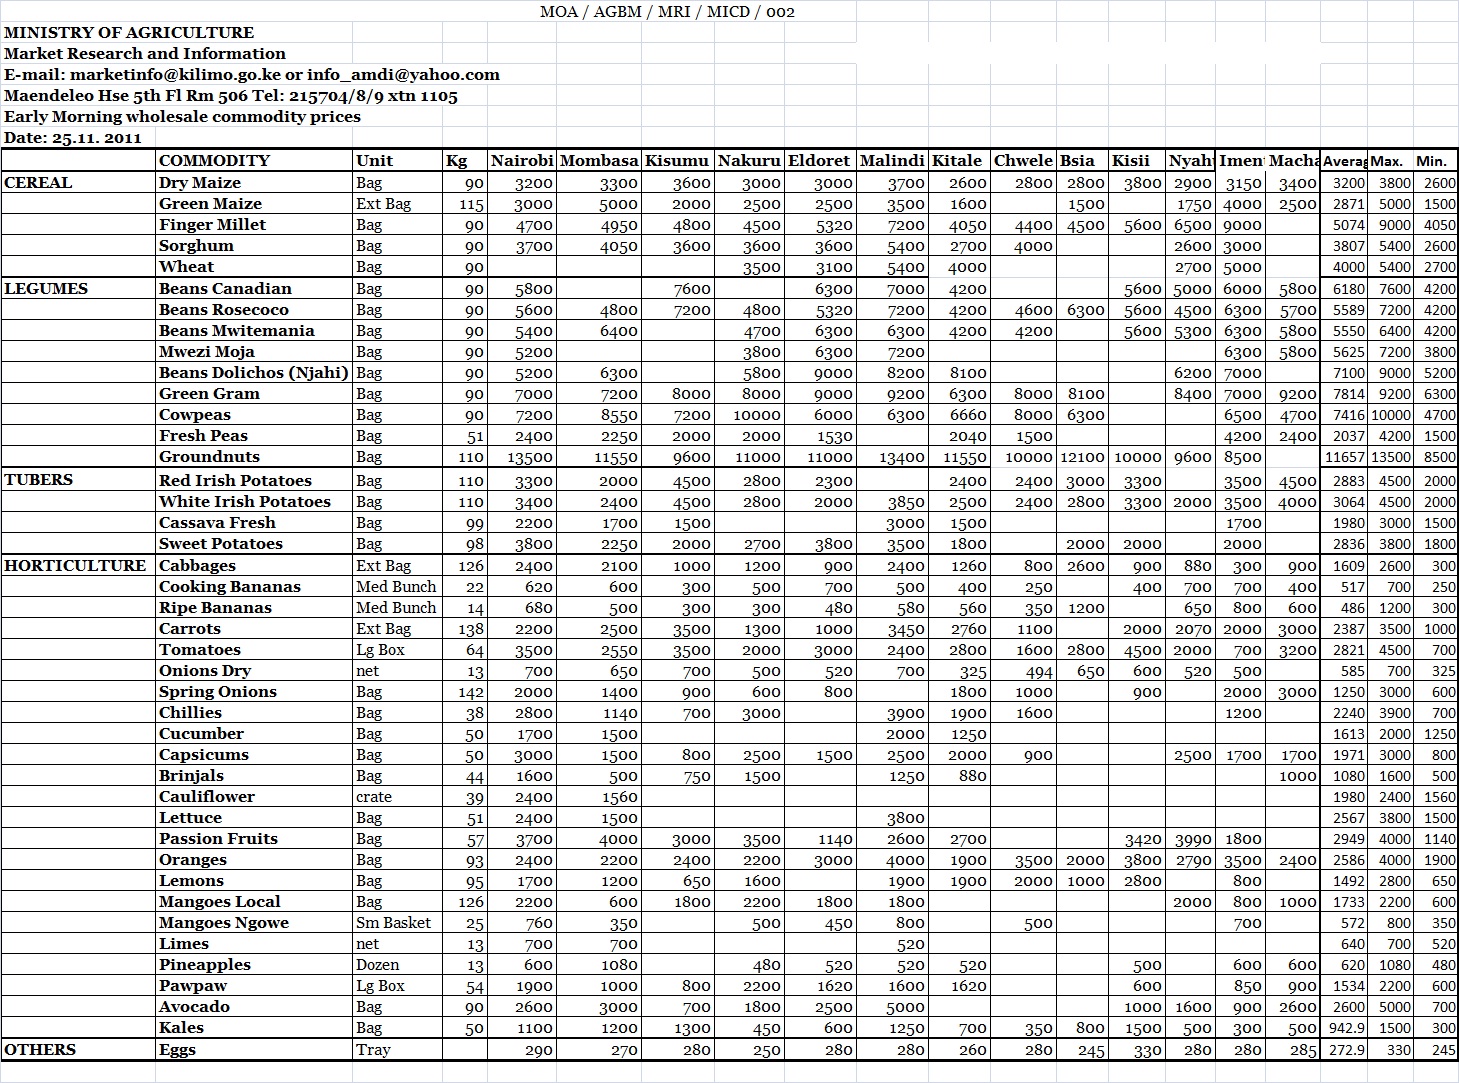 MOA / AGBM / MRI / MICD / 002
MINISTRY OF AGRICULTURE
Market Research and Information
E-mail: marketinfo@kilimo.go.ke or info_amdi@yahoo.com
Maendeleo Hse 5th Fl Rm 506 Tel: 215704/8/9 xtn 1105
Early Morning wholesale commodity prices
Date: 25.11. 2011
COMMODITY Unit Kg Nairobi Mombasa Kisumu Nakuru Eldoret Malindi Kitale Chwele Bsia Kisii Nyah Imen Macha Averag Max. Min.
CEREAL Dry Maize Bag 90 3200 3300 3600 3000 3000 3700 2600 2800 2800 3800 2900 3150 3400 3200 3800 2600
Green Maize Ext Bag 115 3000 5000 2000 2500 2500 3500 1600 1500 1750 4000 2500 2871 5000 1500
Finger Millet Bag 90 4700 4950 4800 4500 5320 7200 4050 4400 4500 5600 6500 9000 5074 9000 4050
Sorghum Bag 90 3700 4050 3600 3600 3600 5400 2700 4000 2600 3000 3807 5400 2600
Wheat Bag 90 3500 3100 5400 4000 2700 5000 4000 5400 2700
LEGUMES Beans Canadian Bag 90 5800 7600 6300 7000 4200 5600 5000 6000 5800 6180 7600 4200
Beans Rosecoco Bag 90 5600 4800 7200 4800 5320 7200 4200 4600 6300 5600 4500 6300 5700 5589 7200 4200
Beans Mwitemania Bag 90 5400 6400 4700 6300 6300 4200 4200 5600 5300 6300 5800 5550 6400 4200
Mwezi Moja Bag 90 5200 3800 6300 7200 6300 5800 5625 7200 3800
Beans Dolichos (Njahi) Bag 90 5200 6300 5800 9000 8200 8100 6200 7000 7100 9000 5200
Green Gram Bag 90 7000 7200 8000 8000 9000 9200 6300 8000 8100 8400 7000 9200 7814 9200 6300
Cowpeas Bag 90 7200 8550 7200 10000 6000 6300 6660 8000 6300 6500 4700 7416 10000 4700
Fresh Peas Bag 51 2400 2250 2000 2000 1530 2040 1500 4200 2400 2037 4200 1500
Groundnuts Bag 110 13500 11550 9600 11000 11000 13400 11550 10000 12100 10000 9600 8500 11657 13500 8500
TUBERS Red Irish Potatoes Bag 110 3300 2000 4500 2800 2300 2400 2400 3000 3300 3500 4500 2883 4500 2000
White Irish Potatoes Bag 110 3400 2400 4500 2800 2000 3850 2500 2400 2800 3300 2000 3500 4000 3064 4500 2000
Cassava Fresh Bag 99 2200 1700 1500 3000 1500 1700 1980 3000 1500
Sweet Potatoes Bag 98 3800 2250 2000 2700 3800 3500 1800 2000 2000 2000 2836 3800 1800
HORTICULTURE Cabbages Ext Bag 126 2400 2100 1000 1200 900 2400 1260 800 2600 900 880 300 900 1609 2600 300
Cooking Bananas Med Bunch 22 620 600 300 500 700 500 400 250 400 700 700 400 517 700 250
Ripe Bananas Med Bunch 14 680 500 300 300 480 580 560 350 1200 650 800 600 486 1200 300
Carrots Ext Bag 138 2200 2500 3500 1300 1000 3450 2760 1100 2000 2070 2000 3000 2387 3500 1000
Tomatoes Lg Box 64 3500 2550 3500 2000 3000 2400 2800 1600 2800 4500 2000 700 3200 2821 4500 700
Onions Dry net 13 700 650 700 500 520 700 325 494 650 600 520 500 585 700 325
Spring Onions Bag 142 2000 1400 900 600 800 1800 1000 900 2000 3000 1250 3000 600
Chillies Bag 38 2800 1140 700 3000 3900 1900 1600 1200 2240 3900 700
Cucumber Bag 50 1700 1500 2000 1250 1613 2000 1250
Capsicums Bag 50 3000 1500 800 2500 1500 2500 2000 900 2500 1700 1700 1971 3000 800
Brinjals Bag 44 1600 500 750 1500 1250 880 1000 1080 1600 500
Cauliflower crate 39 2400 1560 1980 2400 1560
Lettuce Bag 51 2400 1500 3800 2567 3800 1500
Passion Fruits Bag 57 3700 4000 3000 3500 1140 2600 2700 3420 3990 1800 2949 4000 1140
Oranges Bag 93 2400 2200 2400 2200 3000 4000 1900 3500 2000 3800 2790 3500 2400 2586 4000 1900
Lemons Bag 95 1700 1200 650 1600 1900 1900 2000 1000 2800 800 1492 2800 650
Mangoes Local Bag 126 2200 600 1800 2200 1800 1800 2000 800 1000 1733 2200 600
Mangoes Ngowe Sm Basket 25 760 350 500 450 800 500 700 572 800 350
Limes net 13 700 700 520 640 700 520
Pineapples Dozen 13 600 1080 480 520 520 520 500 600 600 620 1080 480
Pawpaw Lg Box 54 1900 1000 800 2200 1620 1600 1620 600 850 900 1534 2200 600
Avocado Bag 90 2600 3000 700 1800 2500 5000 1000 1600 900 2600 2600 5000 700
Kales Bag 50 1100 1200 1300 450 600 1250 700 350 800 1500 500 300 500 942.9 1500 300
OTHERS Eggs Tray 290 270 280 250 280 280 260 280 245 330 280 280 285 272.9 330 245